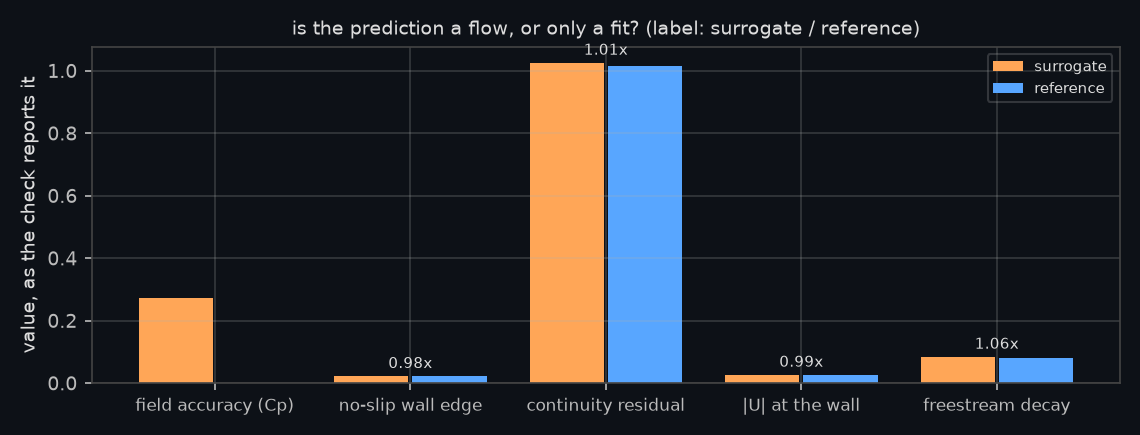 is the prediction a flow, or only a fit? (label: surrogate / reference)
value, as the check reports it
1.0
0.8
0.6
0.4
0.2
0.0
1.01x
0.98x
0.99x
1.06x
surrogate
reference
field accuracy (Cp)
no-slip wall edge
continuity residual
|U| at the wall
freestream decay